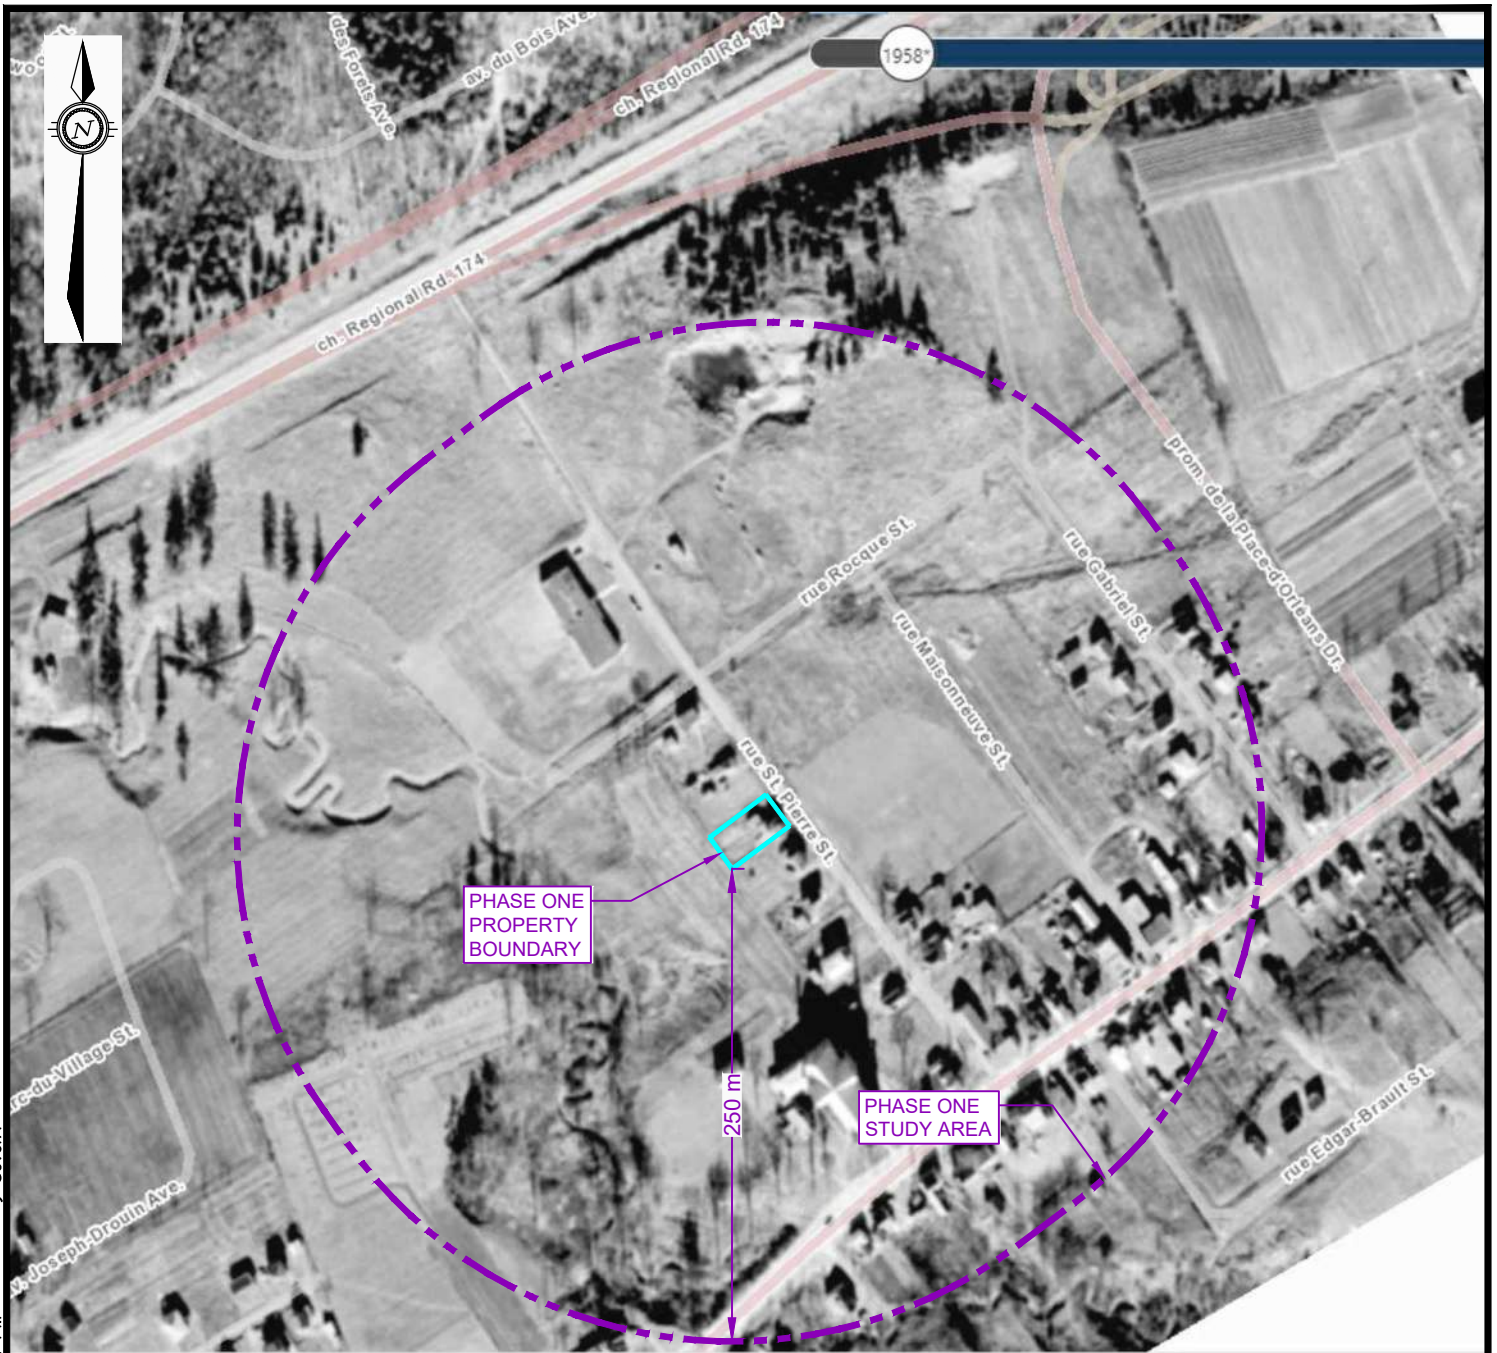 des Forets Ave.
av. du Bois Ave.
ch. Regional Rd. 174
1958*
N
ch. Regional Rd. 174
prom. de la Place-d'Orléans Dr.
rue Rocque St.
rue Gabriel St.
rue Maisonneuve St.
rue St. Pierre St.
PHASE ONE
PROPERTY
BOUNDARY
250 m
PHASE ONE
STUDY AREA
rc-du-Village St.
rue Edgar-Brault St.
v. Joseph-Drouin Ave.